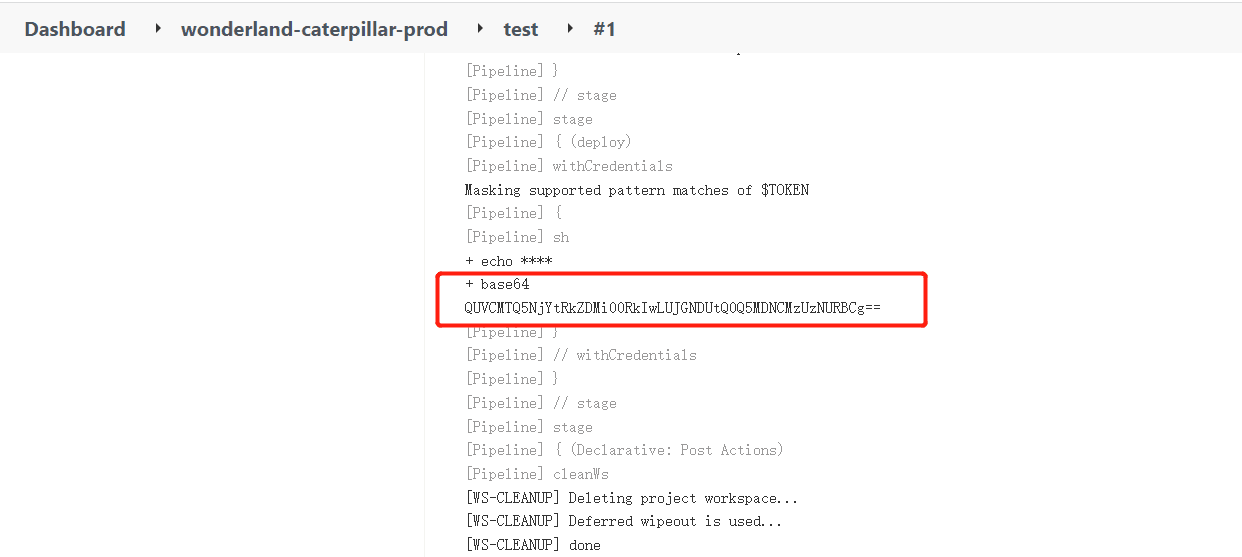 Dashboard wonderland-caterpillar-prod test #1
[Pipeline] }
[Pipeline] // stage
[Pipeline] stage
[Pipeline] { (deploy)
[Pipeline] withCredentials
Masking supported pattern matches of $TOKEN
[Pipeline] {
[Pipeline] sh
+ echo ****
+ base64
QUVCMTQ5NjYtRkZDMi00RkIwLUJGNDUtQ0Q5MDNCMzUzNURBCg==
[Pipeline] }
[Pipeline] // withCredentials
[Pipeline] }
[Pipeline] // stage
[Pipeline] stage
[Pipeline] { (Declarative: Post Actions)
[Pipeline] cleanWs
[WS-CLEANUP] Deleting project workspace...
[WS-CLEANUP] Deferred wipeout is used...
[WS-CLEANUP] done